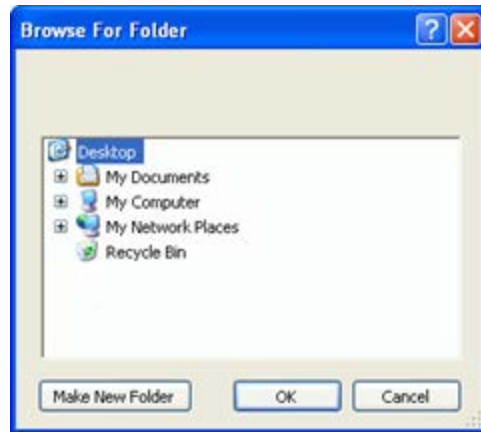 Browse For Folder
Desktop
My Documents
My Computer
My Network Places
Recycle Bin
Make New Folder OK Cancel